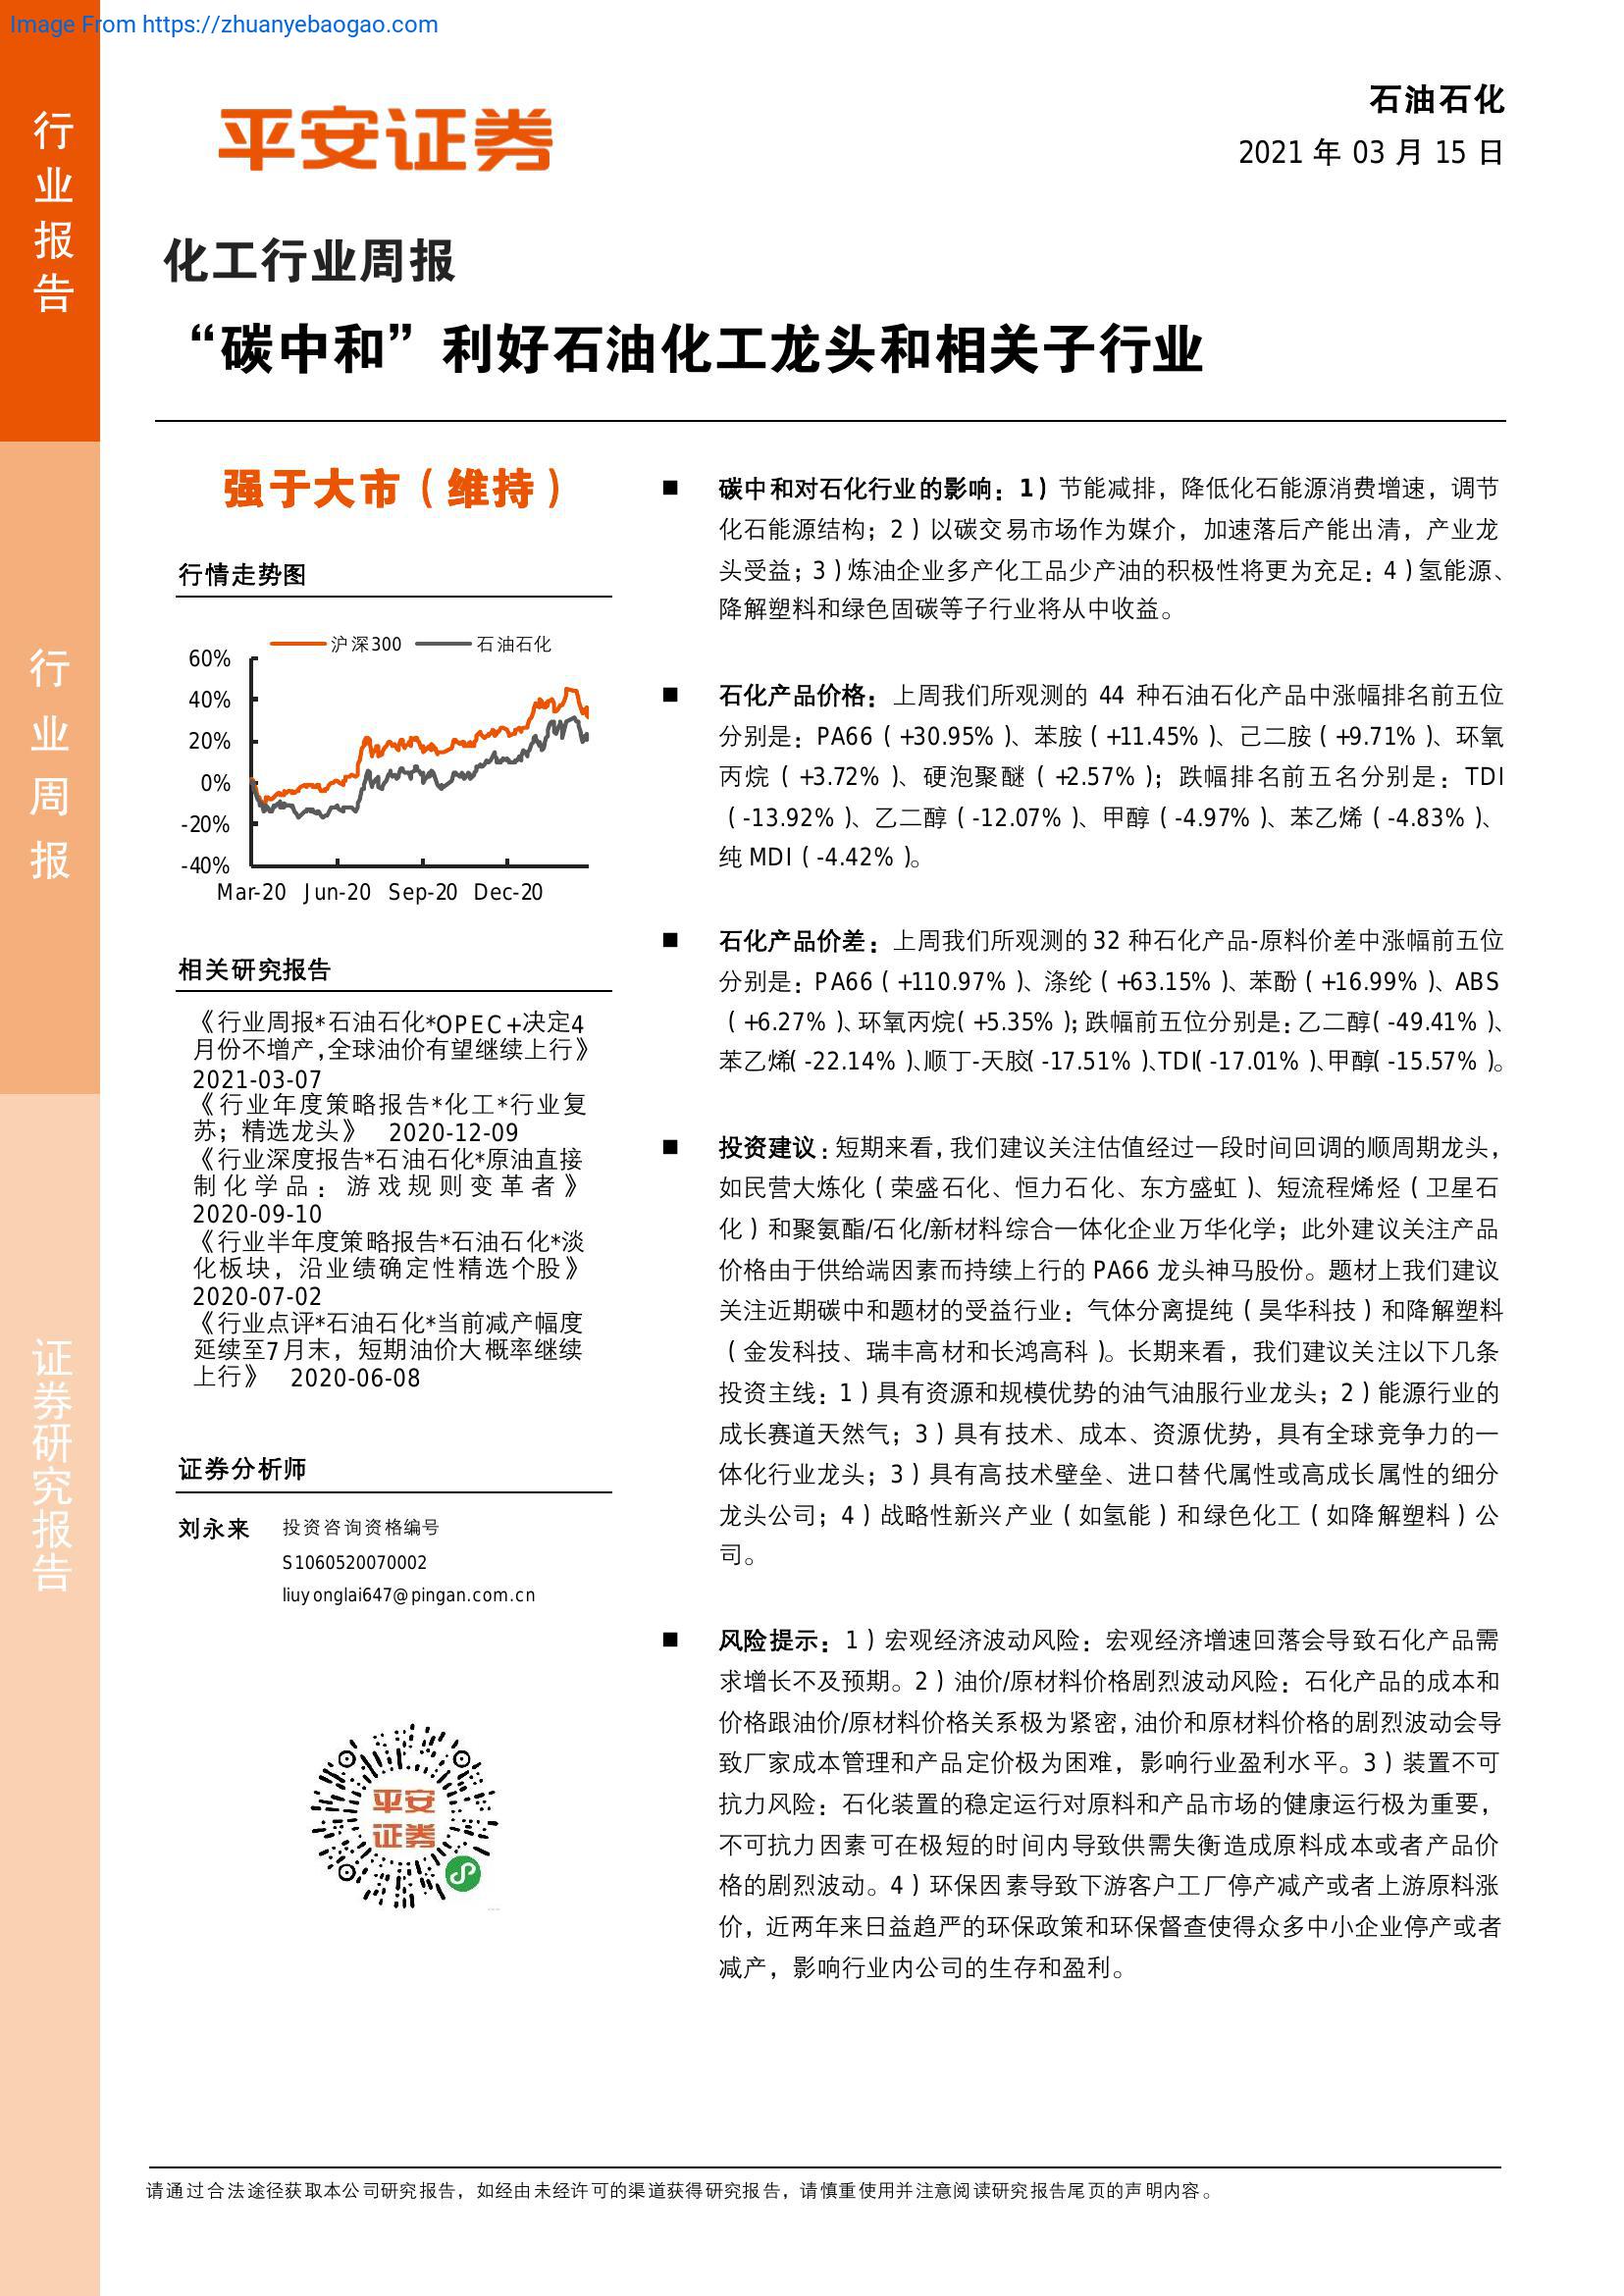 Image From https://zhuanyebaogao.com
行业报告
行业周报
证券研究报告
平安证券
石油石化
2021 年 03 月 15 日
化工行业周报
“碳中和”利好石油化工龙头和相关子行业
强于大市（维持）
行情走势图
沪深300 石油石化
60%
40%
20%
0%
-20%
-40%
Mar-20 Jun-20 Sep-20 Dec-20
相关研究报告
《行业周报*石油石化*OPEC+决定4
月份不增产,全球油价有望继续上行》
2021-03-07
《行业年度策略报告*化工*行业复
苏；精选龙头》 2020-12-09
《行业深度报告*石油石化*原油直接
制化学品：游戏规则变革者》
2020-09-10
《行业半年度策略报告*石油石化*淡
化板块，沿业绩确定性精选个股》
2020-07-02
《行业点评*石油石化*当前减产幅度
延续至7月末，短期油价大概率继续
上行》 2020-06-08
证券分析师
刘永来 投资咨询资格编号
S1060520070002
liuyonglai647@pingan.com.cn
平安
证券
■ 碳中和对石化行业的影响：1）节能减排，降低化石能源消费增速，调节
化石能源结构；2）以碳交易市场作为媒介，加速落后产能出清，产业龙
头受益；3）炼油企业多产化工品少产油的积极性将更为充足：4）氢能源、
降解塑料和绿色固碳等子行业将从中收益。
■ 石化产品价格：上周我们所观测的 44 种石油石化产品中涨幅排名前五位
分别是：PA66（+30.95%）、苯胺（+11.45%）、己二胺（+9.71%）、环氧
丙烷（+3.72%）、硬泡聚醚（+2.57%）；跌幅排名前五名分别是：TDI
（-13.92%）、乙二醇（-12.07%）、甲醇（-4.97%）、苯乙烯（-4.83%）、
纯MDI（-4.42%）。
■ 石化产品价差：上周我们所观测的32 种石化产品-原料价差中涨幅前五位
分别是：PA66（+110.97%）、涤纶（+63.15%）、苯酚（+16.99%）、ABS
（+6.27%）、环氧丙烷（+5.35%）；跌幅前五位分别是：乙二醇（-49.41%）、
苯乙烯（-22.14%）、顺丁-天胶（-17.51%）、TDI（-17.01%）、甲醇（-15.57%）。
■ 投资建议：短期来看，我们建议关注估值经过一段时间回调的顺周期龙头，
如民营大炼化（荣盛石化、恒力石化、东方盛虹）、短流程烯烃（卫星石
化）和聚氨酯/石化/新材料综合一体化企业万华化学；此外建议关注产品
价格由于供给端因素而持续上行的 PA66 龙头神马股份。题材上我们建议
关注近期碳中和题材的受益行业：气体分离提纯（昊华科技）和降解塑料
（金发科技、瑞丰高材和长鸿高科）。长期来看，我们建议关注以下几条
投资主线：1）具有资源和规模优势的油气油服行业龙头；2）能源行业的
成长赛道天然气；3）具有技术、成本、资源优势，具有全球竞争力的一
体化行业龙头；3）具有高技术壁垒、进口替代属性或高成长属性的细分
龙头公司；4）战略性新兴产业（如氢能）和绿色化工（如降解塑料）公
司。
■ 风险提示：1）宏观经济波动风险：宏观经济增速回落会导致石化产品需
求增长不及预期。2）油价/原材料价格剧烈波动风险：石化产品的成本和
价格跟油价/原材料价格关系极为紧密，油价和原材料价格的剧烈波动会导
致厂家成本管理和产品定价极为困难，影响行业盈利水平。3）装置不可
抗力风险：石化装置的稳定运行对原料和产品市场的健康运行极为重要，
不可抗力因素可在极短的时间内导致供需失衡造成原料成本或者产品价
格的剧烈波动。4）环保因素导致下游客户工厂停产减产或者上游原料涨
价，近两年来日益趋严的环保政策和环保督查使得众多中小企业停产或者
减产，影响行业内公司的生存和盈利。
请通过合法途径获取本公司研究报告，如经由未经许可的渠道获得研究报告，请慎重使用并注意阅读研究报告尾页的声明内容。